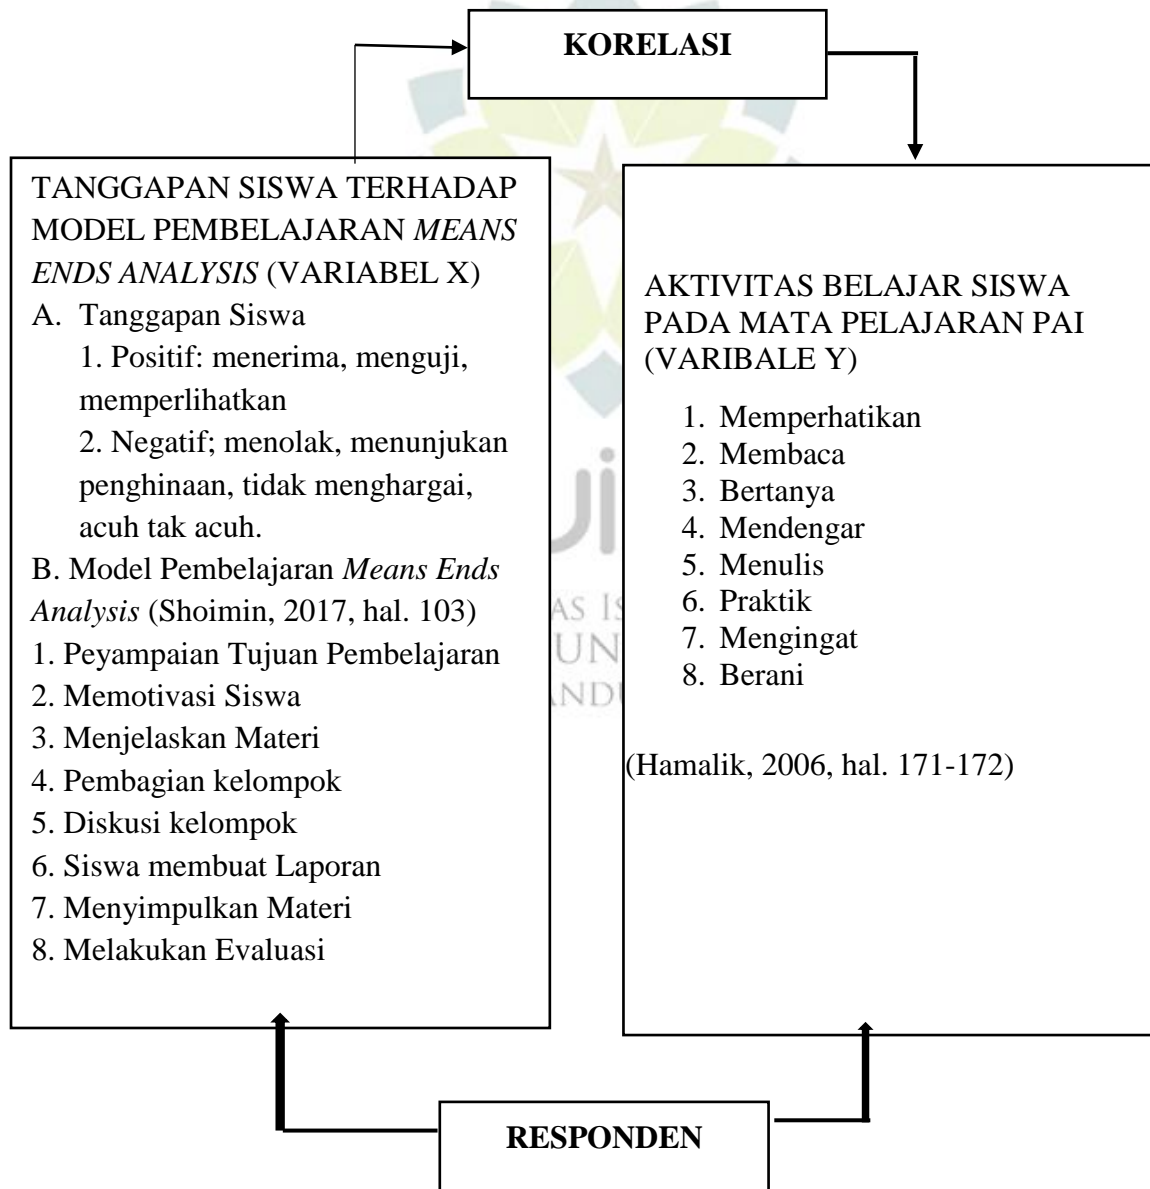 KORELASI
TANGGAPAN SISWA TERHADAP
MODEL PEMBELAJARAN MEANS
ENDS ANALYSIS (VARIABEL X)
A. Tanggapan Siswa
1. Positif: menerima, menguji,
memperlihatkan
2. Negatif; menolak, menunjukan
penghinaan, tidak menghargai,
acuh tak acuh.
B. Model Pembelajaran Means Ends
Analysis (Shoimin, 2017, hal. 103)
1. Peyampaian Tujuan Pembelajaran
2. Memotivasi Siswa
3. Menjelaskan Materi
4. Pembagian kelompok
5. Diskusi kelompok
6. Siswa membuat Laporan
7. Menyimpulkan Materi
8. Melakukan Evaluasi
AKTIVITAS BELAJAR SISWA
PADA MATA PELAJARAN PAI
(VARIBALE Y)
1. Memperhatikan
2. Membaca
3. Bertanya
4. Mendengar
5. Menulis
6. Praktik
7. Mengingat
8. Berani
(Hamalik, 2006, hal. 171-172)
RESPONDEN